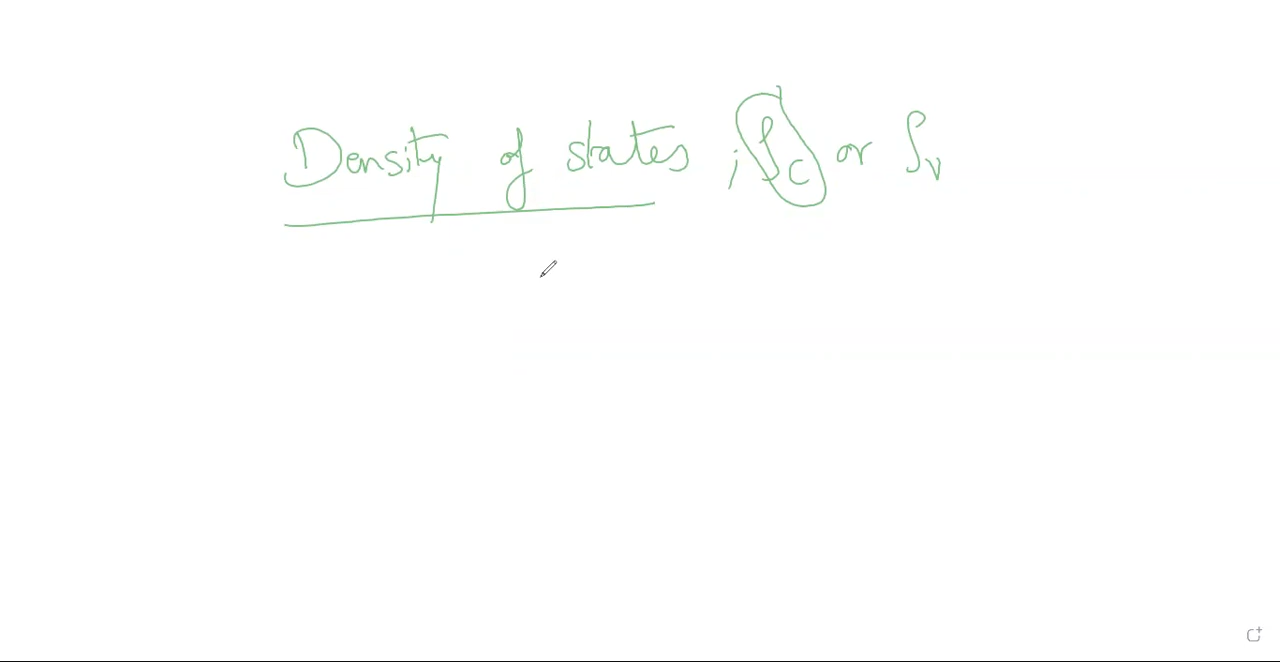 Density of states ; ρc or ρv